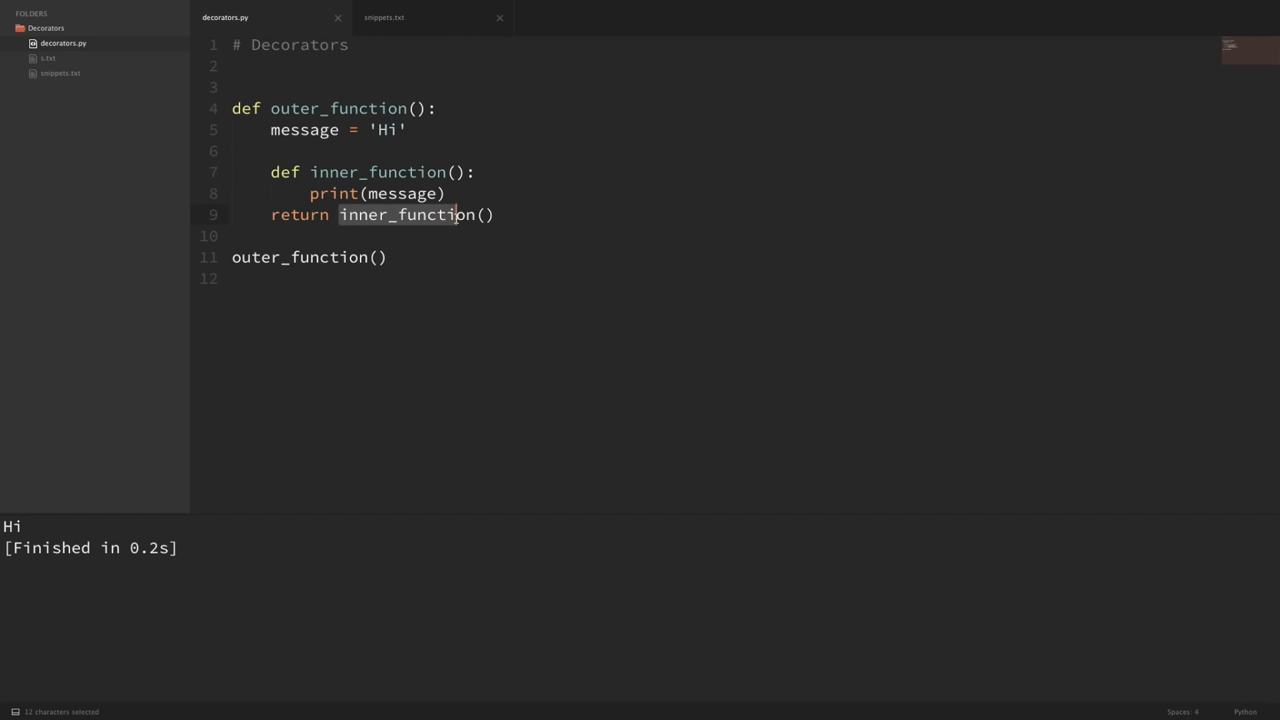 FOLDERS
Decorators
decorators.py
s.txt
snippets.txt
decorators.py
snippets.txt
1 # Decorators
2
3
4 def outer_function():
5     message = 'Hi'
6
7     def inner_function():
8         print(message)
9     return inner_function()
10
11 outer_function()
12
Hi
[Finished in 0.2s]
12 characters selected
Spaces: 4
Python